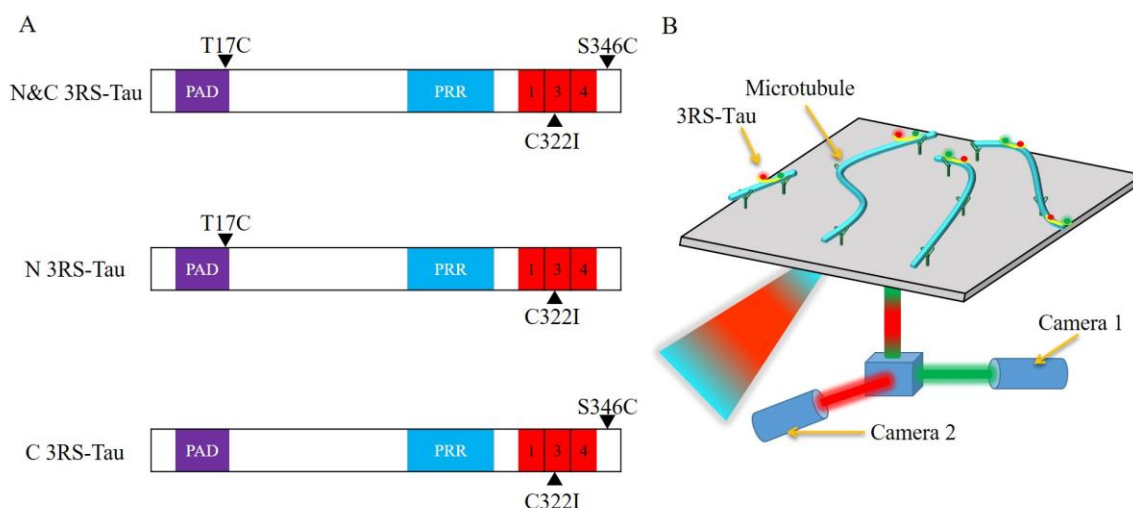 A
T17C
S346C
N&C 3RS-Tau
PAD
PRR
1 3 4
C322I
T17C
N 3RS-Tau
PAD
PRR
1 3 4
C322I
S346C
C 3RS-Tau
PAD
PRR
1 3 4
C322I
B
Microtubule
3RS-Tau
Camera 1
Camera 2